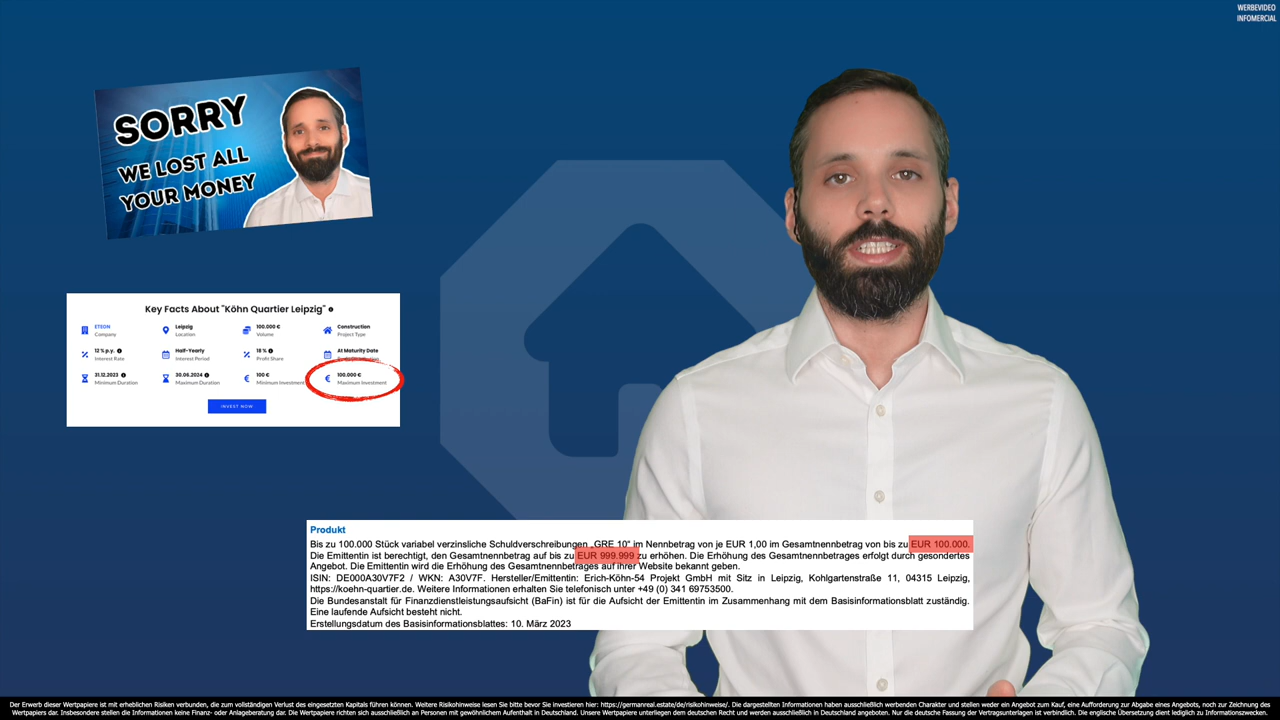 WERBEVIDEO
INFOMERCIAL
SORRY
WE LOST ALL
YOUR MONEY
Key Facts About "Köhn Quartier Leipzig"
ETEON
Company
Leipzig
Location
100.000 €
Volume
Construction
Project Type
12 % p.y.
Interest Rate
Half-Yearly
Interest Period
18 %
Profit Share
At Maturity Date
31.12.2023
Minimum Duration
30.06.2024
Maximum Duration
100 €
Minimum Investment
100.000 €
Maximum Investment
INVEST NOW
Produkt
Bis zu 100.000 Stück variabel verzinsliche Schuldverschreibungen „GRE 10" im Nennbetrag von je EUR 1,00 im Gesamtnennbetrag von bis zu EUR 100.000.
Die Emittentin ist berechtigt, den Gesamtnennbetrag auf bis zu EUR 999.999 zu erhöhen. Die Erhöhung des Gesamtnennbetrages erfolgt durch gesondertes
Angebot. Die Emittentin wird die Erhöhung des Gesamtnennbetrages auf ihrer Website bekannt geben.
ISIN: DE000A30V7F2 / WKN: A30V7F. Hersteller/Emittentin: Erich-Köhn-54 Projekt GmbH mit Sitz in Leipzig, Kohlgartenstraße 11, 04315 Leipzig,
https://koehn-quartier.de. Weitere Informationen erhalten Sie telefonisch unter +49 (0) 341 69753500.
Die Bundesanstalt für Finanzdienstleistungsaufsicht (BaFin) ist für die Aufsicht der Emittentin im Zusammenhang mit dem Basisinformationsblatt zuständig.
Eine laufende Aufsicht besteht nicht.
Erstellungsdatum des Basisinformationsblattes: 10. März 2023
Der Erwerb dieser Wertpapiere ist mit erheblichen Risiken verbunden, die zum vollständigen Verlust des eingesetzten Kapitals führen können. Weitere Risikohinweise lesen Sie bitte bevor Sie investieren hier: https://germanreal.estate/de/risikohinweise/. Die dargestellten Informationen haben ausschließlich werbenden Charakter und stellen weder ein Angebot zum Kauf, eine Aufforderung zur Abgabe eines Angebots, noch zur Zeichnung des
Wertpapiers dar. Insbesondere stellen die Informationen keine Finanz- oder Anlageberatung dar. Die Wertpapiere richten sich ausschließlich an Personen mit gewöhnlichem Aufenthalt in Deutschland. Unsere Wertpapiere unterliegen dem deutschen Recht und werden ausschließlich in Deutschland angeboten. Nur die deutsche Fassung der Vertragsunterlagen ist verbindlich. Die englische Übersetzung dient lediglich zu Informationszwecken.